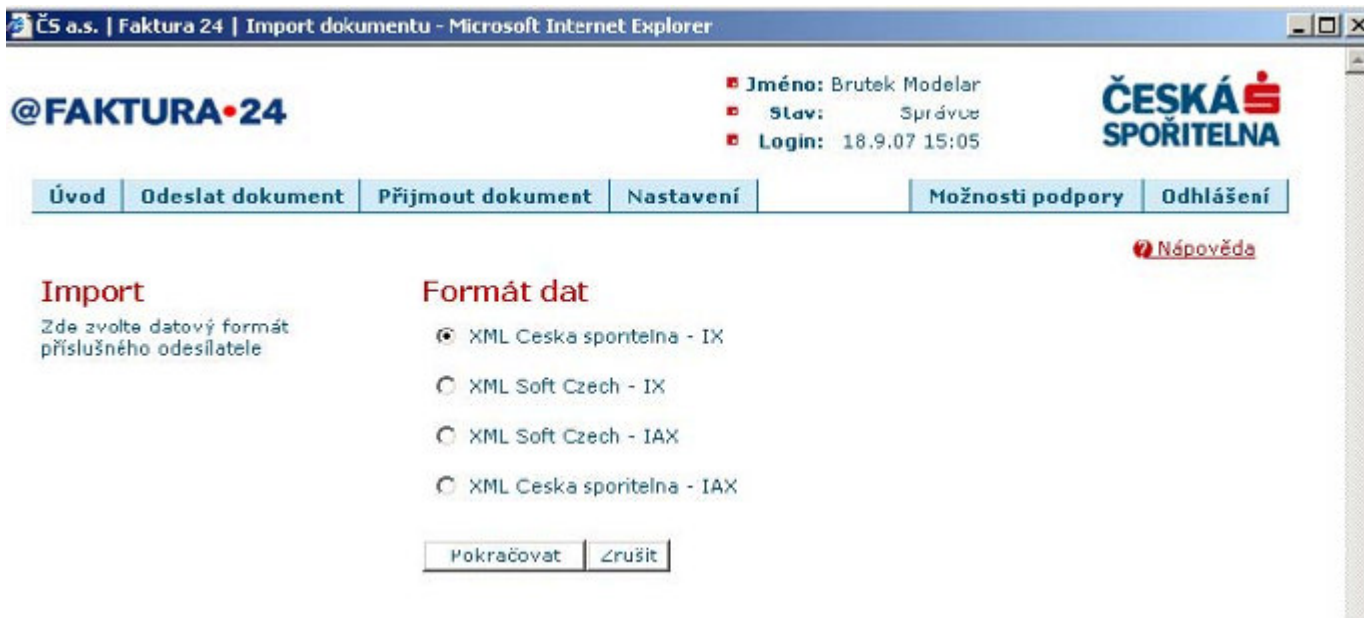 ČS a.s. | Faktura 24 | Import dokumentu - Microsoft Internet Explorer
@FAKTURA•24
Jméno: Brutek Modelar
Stav: Správce
Login: 18.9.07 15:05
ČESKÁ
SPOŘITELNA
Úvod Odeslat dokument Přijmout dokument Nastavení Možnosti podpory Odhlášení
Nápověda
Import
Zde zvolte datový formát
příslušného odesílatele
Formát dat
XML Ceska sporitelna - IX
XML Soft Czech - IX
XML Soft Czech - IAX
XML Ceska sporitelna - IAX
Pokračovat Zrušit